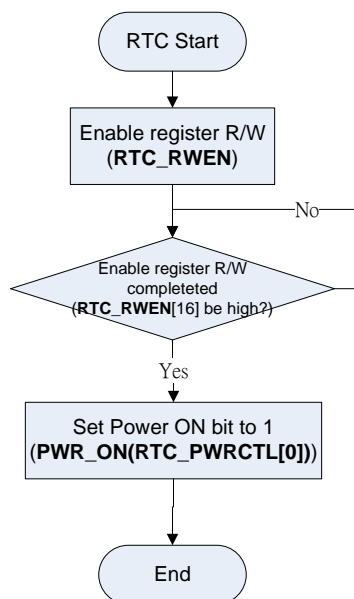 RTC Start
Enable register R/W
(RTC_RWEN)
No
Enable register R/W
completeted
(RTC_RWEN[16] be high?)
Yes
Set Power ON bit to 1
(PWR_ON(RTC_PWRCTL[0]))
End